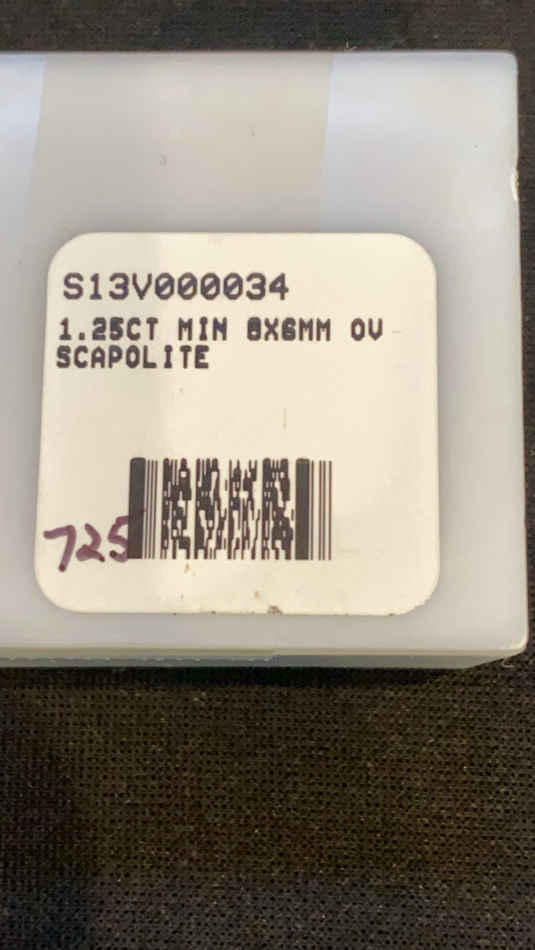 S13V000034
1.25CT MIN 8X6MM OV
SCAPOLITE
725